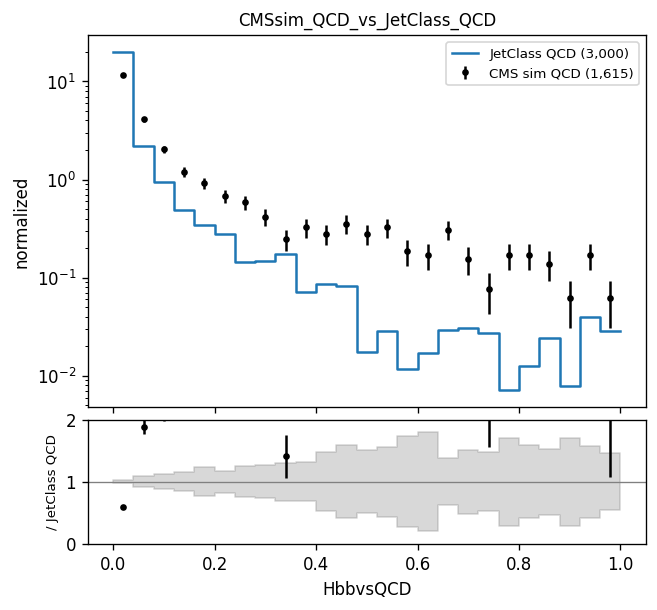 CMSsim_QCD_vs_JetClass_QCD
JetClass QCD (3,000)
CMS sim QCD (1,615)
normalized
10¹
10⁰
10⁻¹
10⁻²
/ JetClass QCD
2
1
0
0.0 0.2 0.4 0.6 0.8 1.0
HbbvsQCD